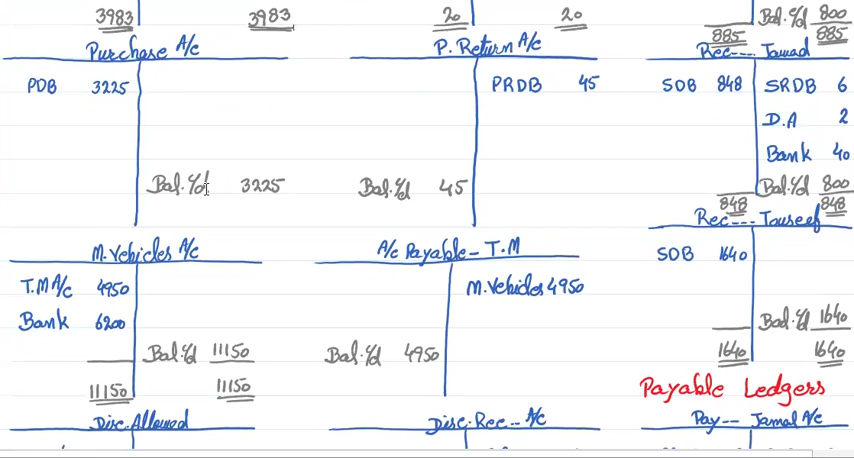 3983 3983 20 20 Bal. c/d 800
885 885
Purchase A/c P. Return A/c Rec--- Jawad
PDB 3225 PRDB 45 SDB 848 SRDB 6
D.A 2
Bank 40
Bal. c/d 3225 Bal. c/d 45 Bal. c/d 800
848 848
Rec--- Touseef
M. Vehicles A/c A/c Payable - T.M SDB 1640
T.M A/c 4950 M. Vehicles 4950
Bank 6200
Bal. c/d 1640
Bal. c/d 11150 Bal. c/d 4950 1640 1640
11150 11150 Payable Ledgers
Disc. Allowed Disc. Rec-- A/c Pay-- Jamal A/c